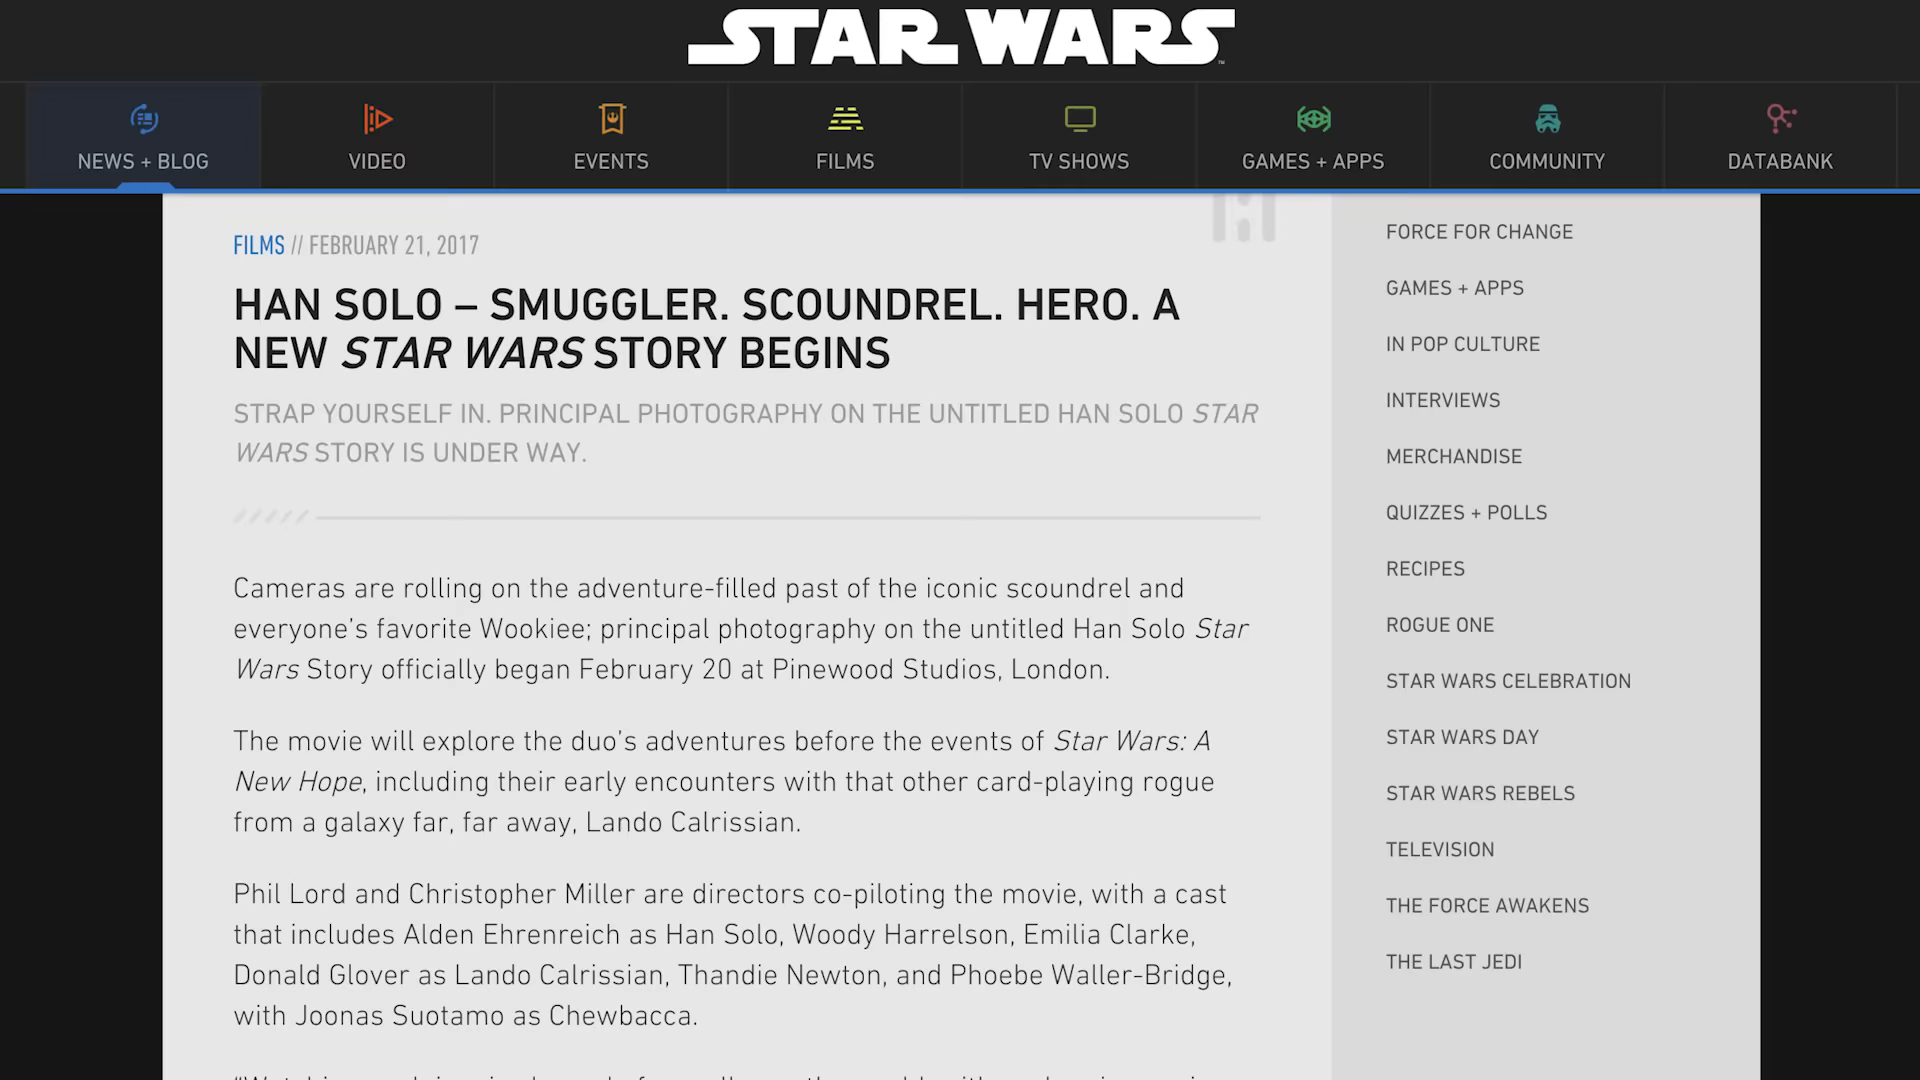 STAR WARS
NEWS + BLOG
VIDEO
EVENTS
FILMS
TV SHOWS
GAMES + APPS
COMMUNITY
DATABANK
FILMS // FEBRUARY 21, 2017
HAN SOLO – SMUGGLER. SCOUNDREL. HERO. A
NEW STAR WARS STORY BEGINS
STRAP YOURSELF IN. PRINCIPAL PHOTOGRAPHY ON THE UNTITLED HAN SOLO STAR
WARS STORY IS UNDER WAY.
Cameras are rolling on the adventure-filled past of the iconic scoundrel and
everyone’s favorite Wookiee; principal photography on the untitled Han Solo Star
Wars Story officially began February 20 at Pinewood Studios, London.
The movie will explore the duo’s adventures before the events of Star Wars: A
New Hope, including their early encounters with that other card-playing rogue
from a galaxy far, far away, Lando Calrissian.
Phil Lord and Christopher Miller are directors co-piloting the movie, with a cast
that includes Alden Ehrenreich as Han Solo, Woody Harrelson, Emilia Clarke,
Donald Glover as Lando Calrissian, Thandie Newton, and Phoebe Waller-Bridge,
with Joonas Suotamo as Chewbacca.
FORCE FOR CHANGE
GAMES + APPS
IN POP CULTURE
INTERVIEWS
MERCHANDISE
QUIZZES + POLLS
RECIPES
ROGUE ONE
STAR WARS CELEBRATION
STAR WARS DAY
STAR WARS REBELS
TELEVISION
THE FORCE AWAKENS
THE LAST JEDI